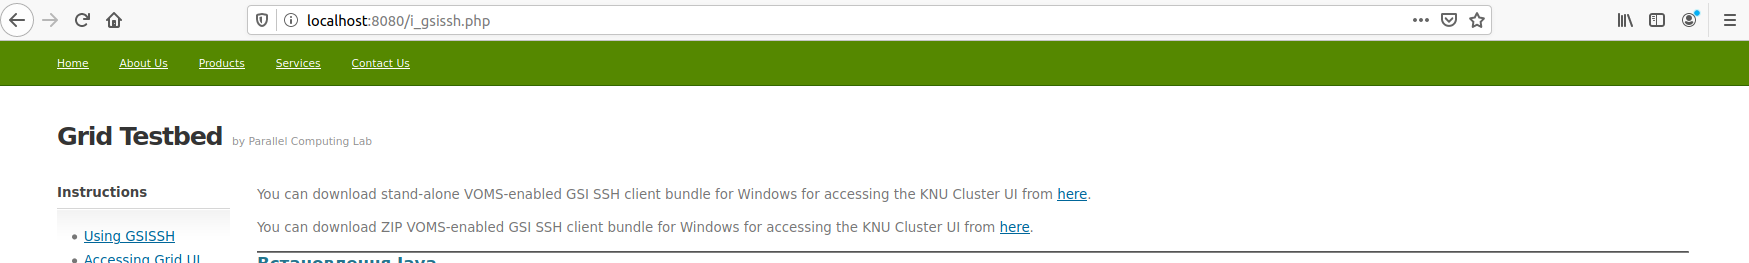 localhost:8080/i_gsissh.php
Home About Us Products Services Contact Us
Grid Testbed by Parallel Computing Lab
Instructions
Using GSISSH
Accessing Grid UI
You can download stand-alone VOMS-enabled GSI SSH client bundle for Windows for accessing the KNU Cluster UI from here.
You can download ZIP VOMS-enabled GSI SSH client bundle for Windows for accessing the KNU Cluster UI from here.
Встановлення Java